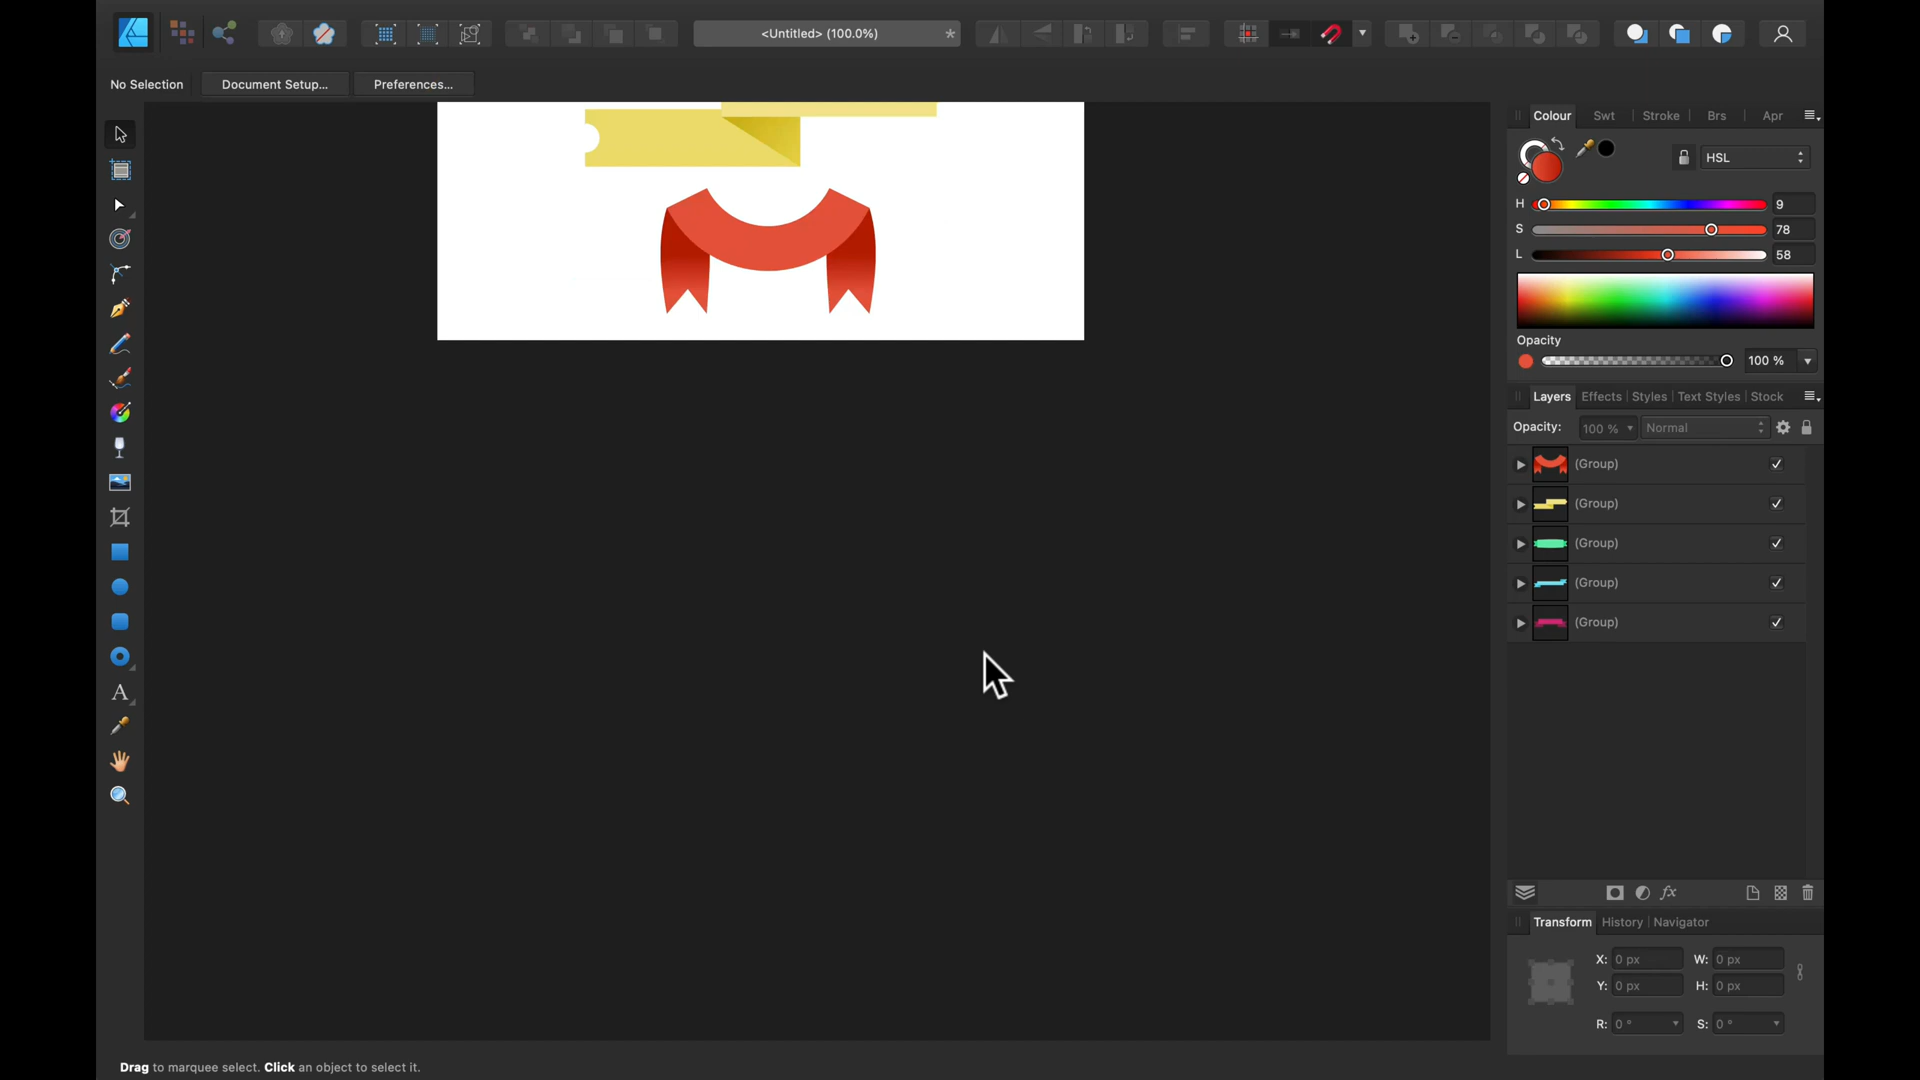 <Untitled> (100.0%)
*
No Selection
Document Setup...
Preferences...
Colour
Swt
Stroke
Brs
Apr
HSL
H
9
S
78
L
58
Opacity
100 %
Layers
Effects
Styles
Text Styles
Stock
Opacity:
100 %
Normal
(Group)
(Group)
(Group)
(Group)
(Group)
fx
Transform
History
Navigator
X: 0 px
W: 0 px
Y: 0 px
H: 0 px
R: 0 °
S: 0 °
A
Drag to marquee select. Click an object to select it.